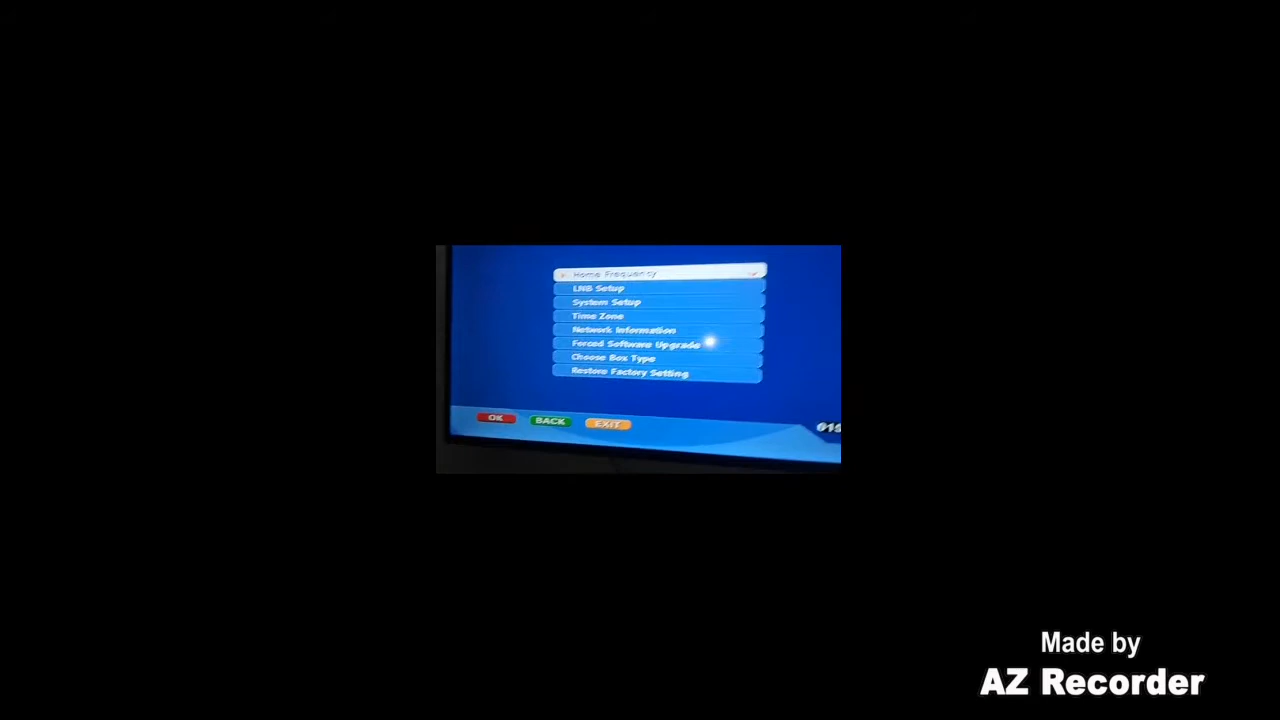 Home Frequency
LNB Setup
System Setup
Time Zone
Network Information
Forced Software Upgrade
Choose Box Type
Restore Factory Setting
OK
BACK
EXIT
Made by
AZ Recorder